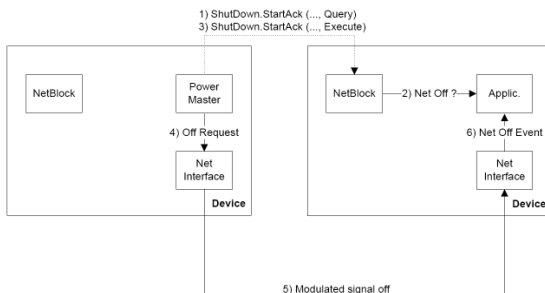 1) ShutDown.StartAck (..., Query)
3) ShutDown.StartAck (..., Execute)
NetBlock
Power
Master
NetBlock
2) Net Off ?
Applic.
4) Off Request
6) Net Off Event
Net
Interface
Net
Interface
Device
Device
5) Modulated signal off